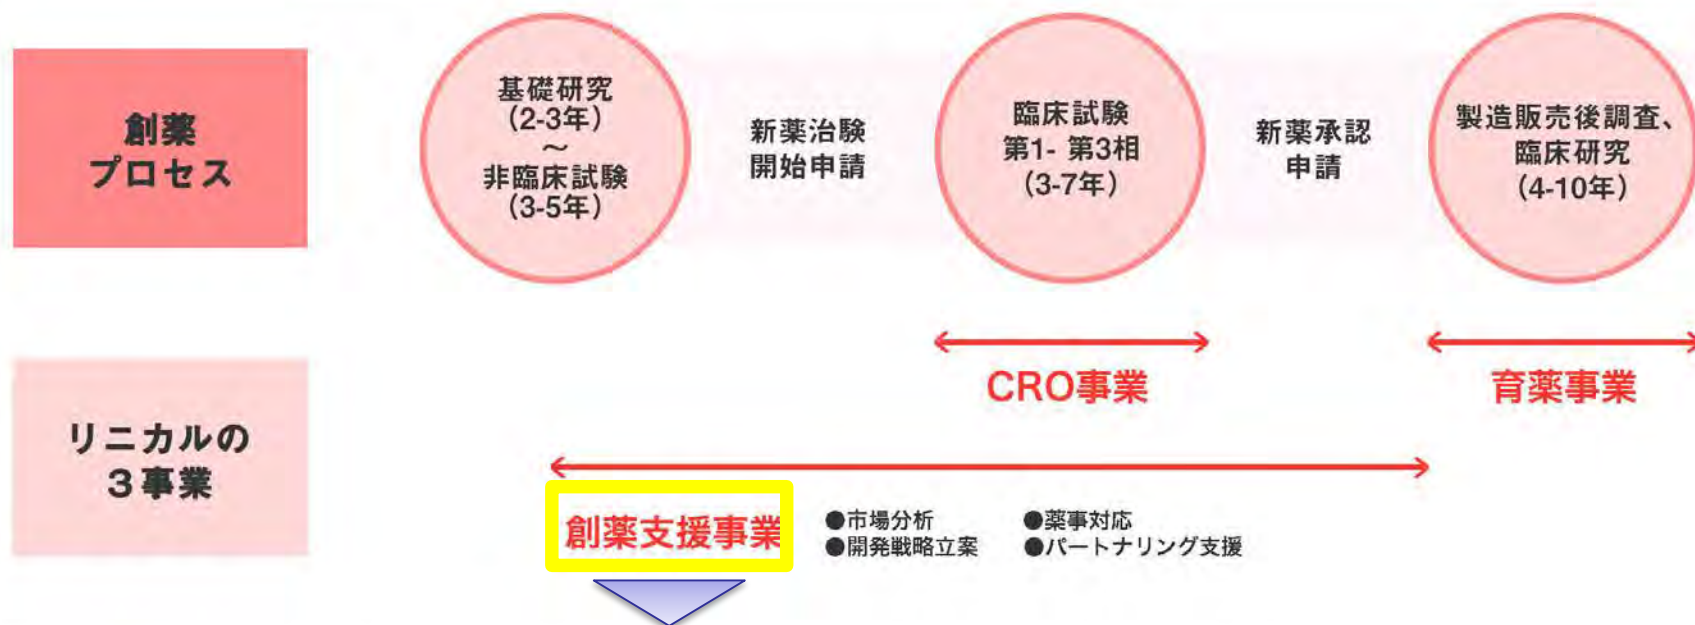 創薬
プロセス
基礎研究
(2-3年)
～
非臨床試験
(3-5年)
新薬治験
開始申請
臨床試験
第1- 第3相
(3-7年)
新薬承認
申請
製造販売後調査、
臨床研究
(4-10年)
リニカルの
3事業
CRO事業
育薬事業
創薬支援事業
●市場分析
●開発戦略立案
●薬事対応
●パートナリング支援